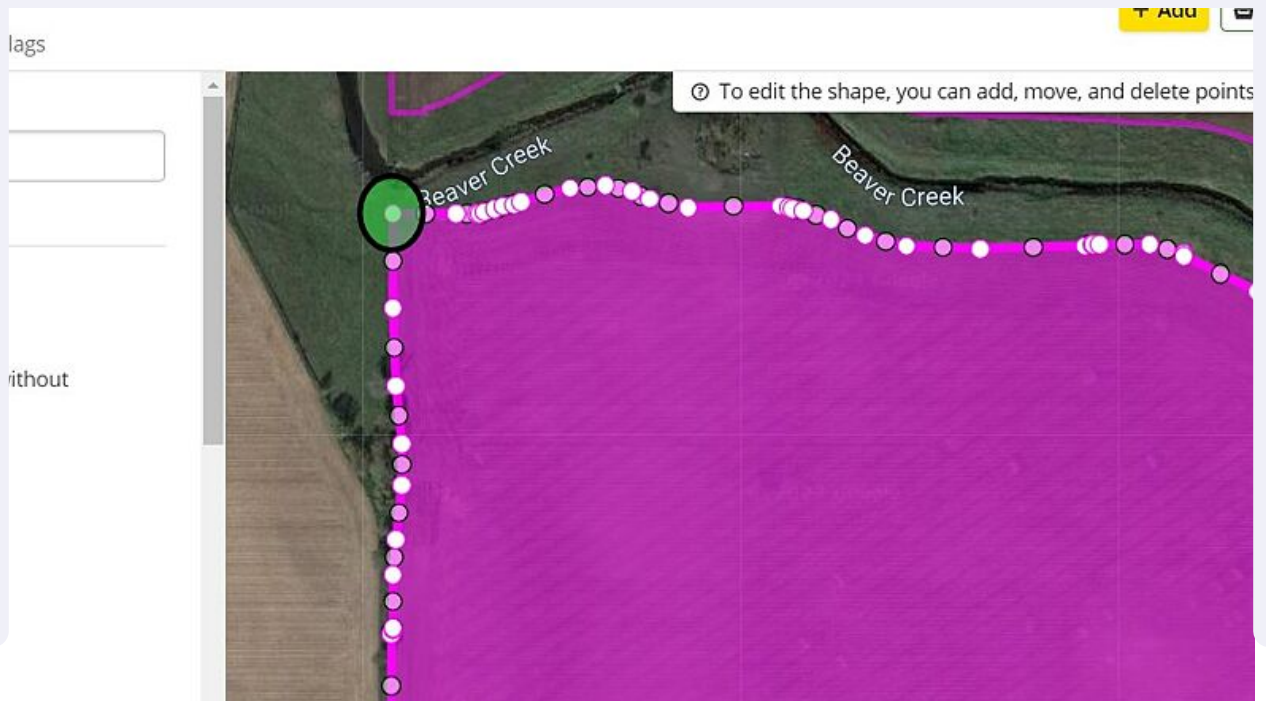 + Add
lags
To edit the shape, you can add, move, and delete points
Beaver Creek
Beaver Creek
ithout